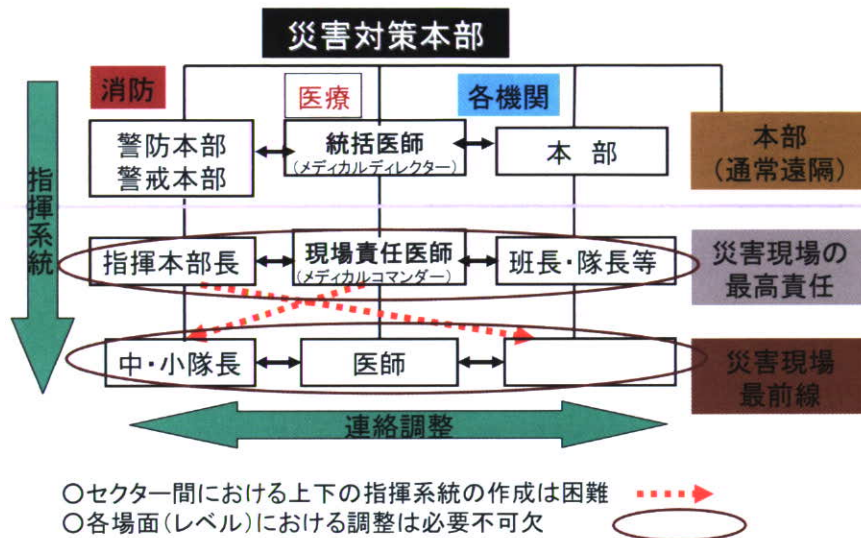 災害対策本部
消防
医療
各機関
警防本部
警戒本部
統括医師
(メディカルディレクター)
本 部
本部
(通常遠隔)
指揮系統
指揮本部長
現場責任医師
(メディカルコマンダー)
班長・隊長等
災害現場の
最高責任
中・小隊長
医師
災害現場
最前線
連絡調整
○セクター間における上下の指揮系統の作成は困難
○各場面(レベル)における調整は必要不可欠